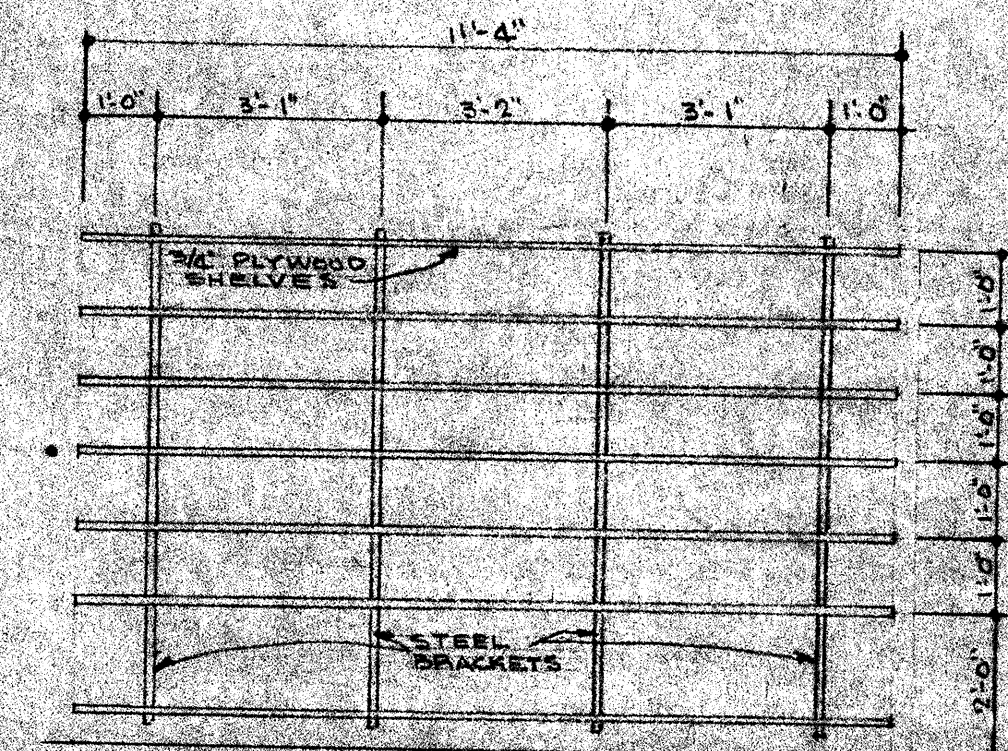 11'-4"
1'-0" 3'-1" 3'-2" 3'-1" 1'-0"
3/4" PLYWOOD
SHELVES
1'-0"
1'-0"
1'-0"
1'-0"
1'-0"
2'-0"
STEEL
BRACKETS